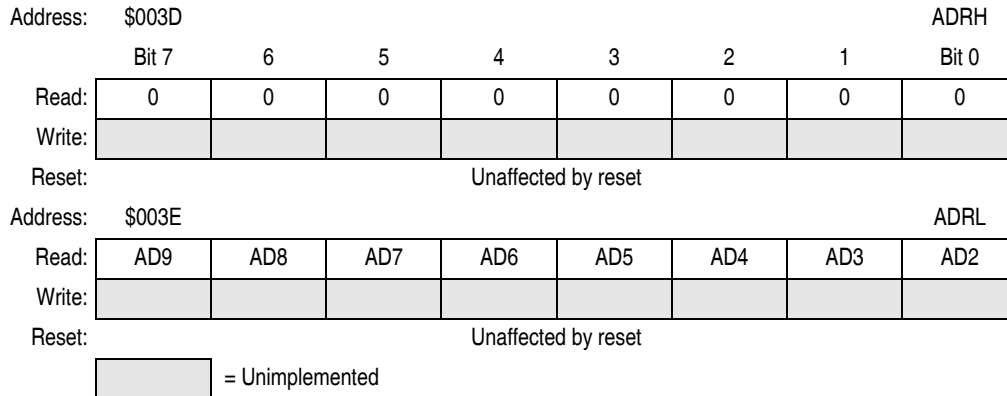 Address: $003D ADRH
Bit 7 6 5 4 3 2 1 Bit 0
Read: 0 0 0 0 0 0 0 0
Write:
Reset: Unaffected by reset
Address: $003E ADRL
Read: AD9 AD8 AD7 AD6 AD5 AD4 AD3 AD2
Write:
Reset: Unaffected by reset
= Unimplemented